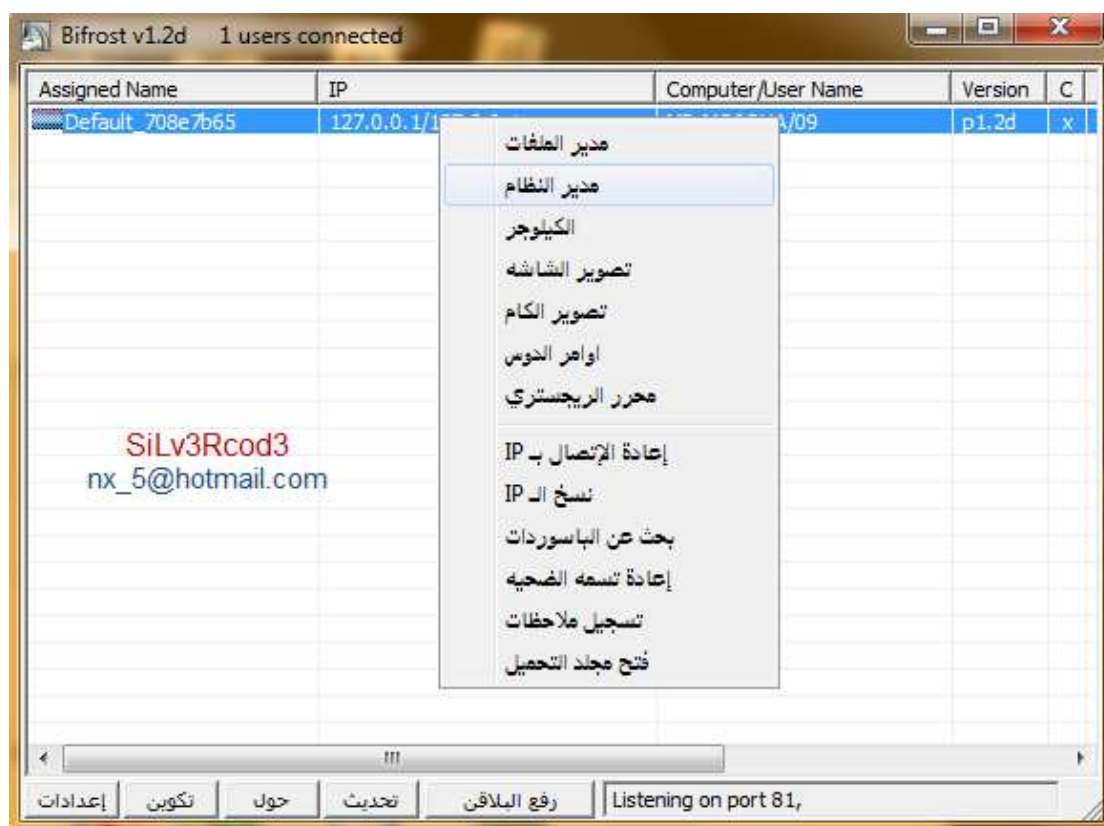 Bifrost v1.2d 1 users connected
Assigned Name IP Computer/User Name Version C
Default_708e7b65 127.0.0.1/1 /09 p1.2d x
مدير الملفات
مدير النظام
الكيلوجر
تصوير الشاشه
تصوير الكام
اوامر الدوس
محرر الريجستري
إعادة الإتصال بـ IP
نسخ الـ IP
بحث عن الباسوردات
إعادة تسمه الضحيه
تسجيل ملاحظات
فتح مجلد التحميل
SiLv3Rcod3
nx_5@hotmail.com
إعدادات تكوين حول تحديث رفع البلاقن Listening on port 81,